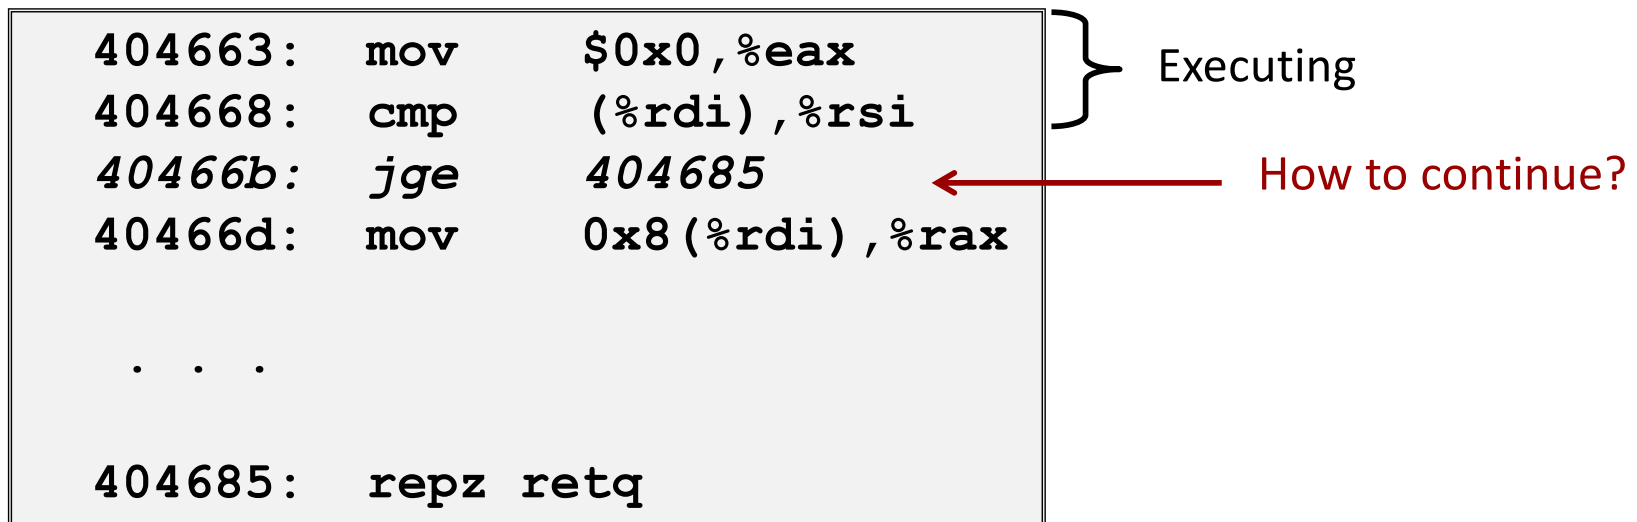 404663: mov $0x0,%eax
Executing
404668: cmp (%rdi),%rsi
40466b: jge 404685
How to continue?
40466d: mov 0x8(%rdi),%rax
. . .
404685: repz retq